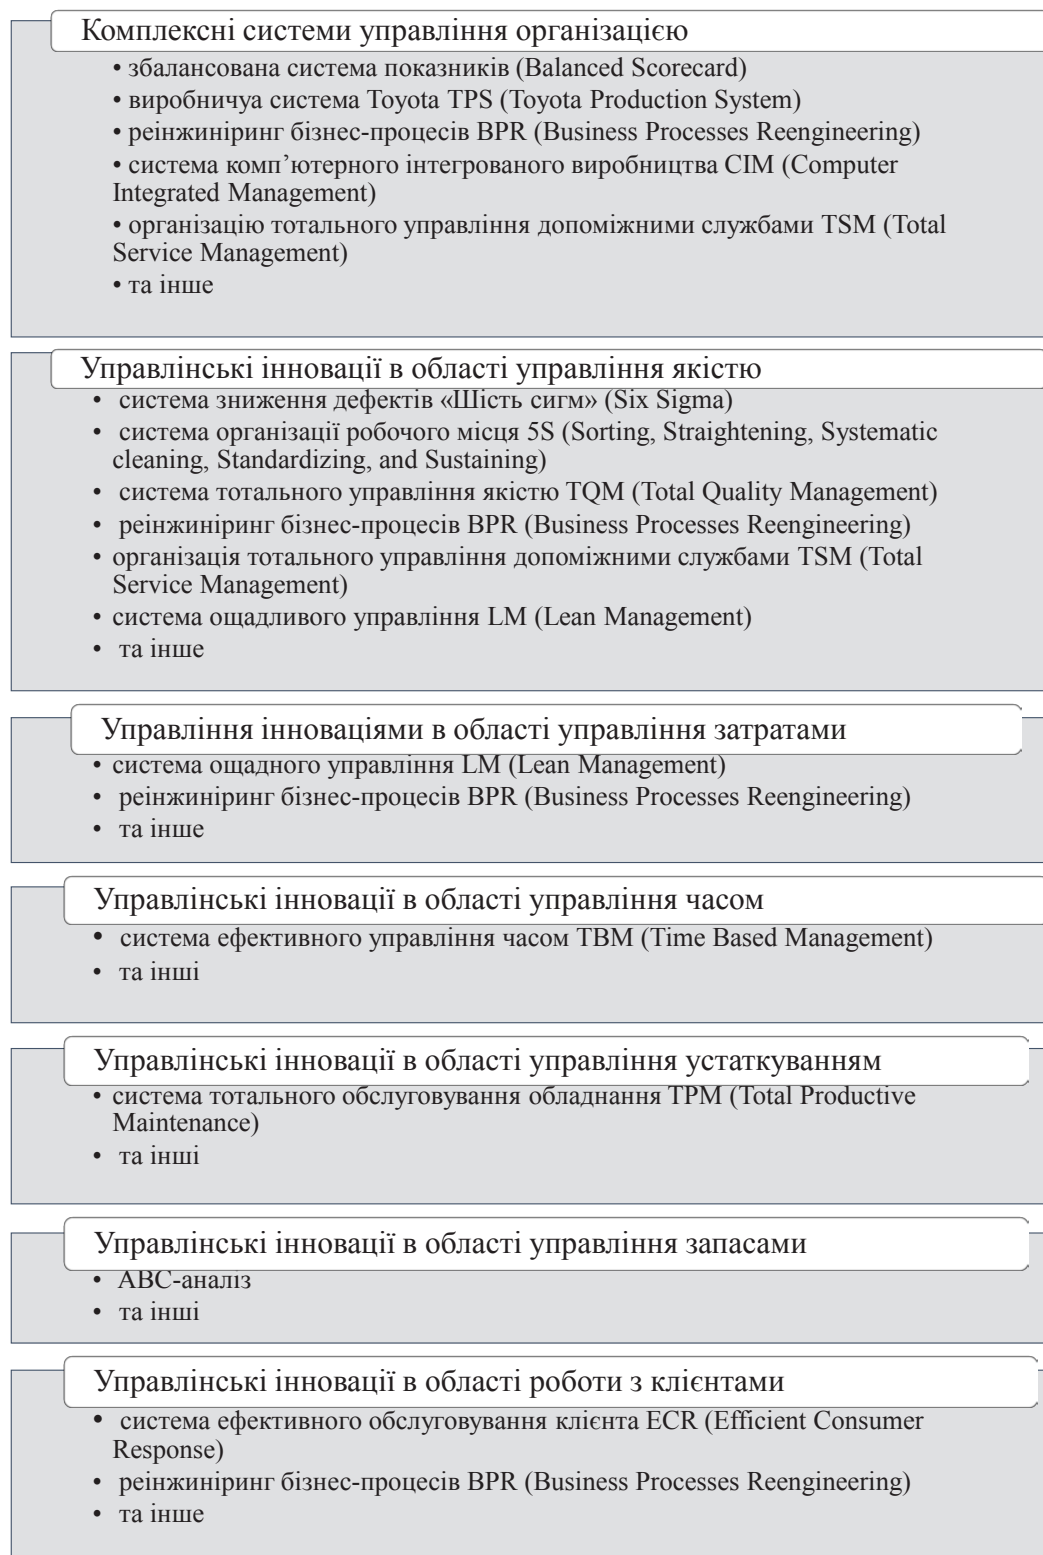 Комплексні системи управління організацією
• збалансована система показників (Balanced Scorecard)
• виробничуа система Toyota TPS (Toyota Production System)
• реінжиніринг бізнес-процесів BPR (Business Processes Reengineering)
• система комп’ютерного інтегрованого виробництва CIM (Computer
Integrated Management)
• організацію тотального управління допоміжними службами TSM (Total
Service Management)
• та інше
Управлінські інновації в області управління якістю
• система зниження дефектів «Шість сигм» (Six Sigma)
• система організації робочого місця 5S (Sorting, Straightening, Systematic
cleaning, Standardizing, and Sustaining)
• система тотального управління якістю TQM (Total Quality Management)
• реінжиніринг бізнес-процесів BPR (Business Processes Reengineering)
• організація тотального управління допоміжними службами TSM (Total
Service Management)
• система ощадливого управління LM (Lean Management)
• та інше
Управління інноваціями в області управління затратами
• система ощадного управління LM (Lean Management)
• реінжиніринг бізнес-процесів BPR (Business Processes Reengineering)
• та інше
Управлінські інновації в області управління часом
• система ефективного управління часом TBM (Time Based Management)
• та інші
Управлінські інновації в області управління устаткуванням
• система тотального обслуговування обладнання TPM (Total Productive
Maintenance)
• та інші
Управлінські інновації в області управління запасами
• ABC-аналіз
• та інші
Управлінські інновації в області роботи з клієнтами
• система ефективного обслуговування клієнта ECR (Efficient Consumer
Response)
• реінжиніринг бізнес-процесів BPR (Business Processes Reengineering)
• та інше